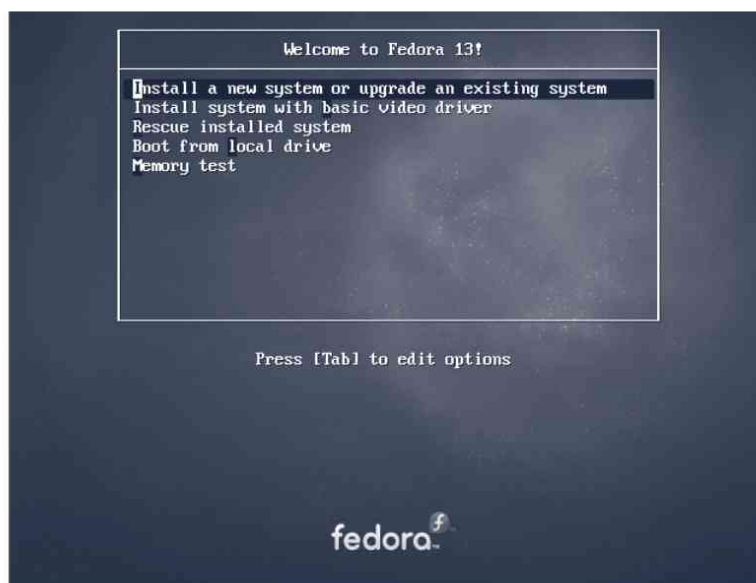 Welcome to Fedora 13!
Install a new system or upgrade an existing system
Install system with basic video driver
Rescue installed system
Boot from local drive
Memory test
Press [Tab] to edit options
fedora